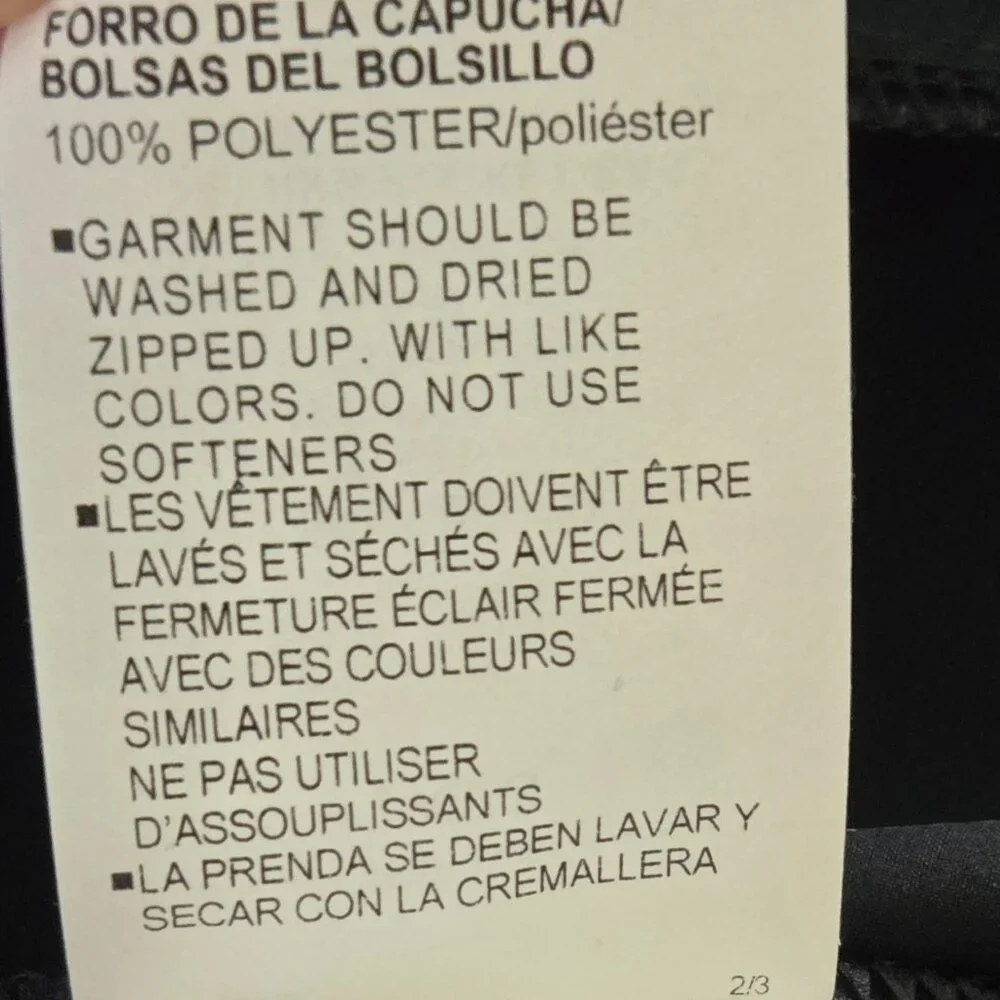 FORRO DE LA CAPUCHA/
BOLSAS DEL BOLSILLO
100% POLYESTER/poliéster
■GARMENT SHOULD BE
WASHED AND DRIED
ZIPPED UP. WITH LIKE
COLORS. DO NOT USE
SOFTENERS
■LES VÊTEMENT DOIVENT ÊTRE
LAVÉS ET SÉCHÉS AVEC LA
FERMETURE ÉCLAIR FERMÉE
AVEC DES COULEURS
SIMILAIRES
NE PAS UTILISER
D'ASSOUPLISSANTS
■LA PRENDA SE DEBEN LAVAR Y
SECAR CON LA CREMALLERA
2/3